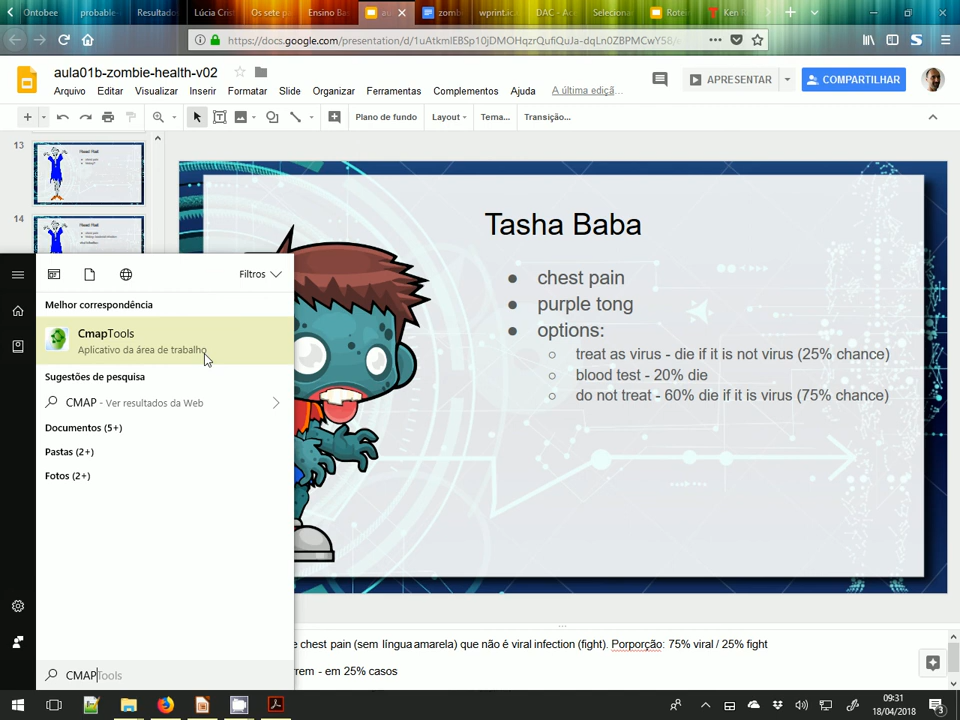 Ontobee
probable-
Resultado
Lúcia Cris
Os sete p
Ensino Ba
au
zomb
wprint.ic
DAC - Ac
Selecional
Rotei
Ken R
https://docs.google.com/presentation/d/1uAtkmIEBSp10jDMOHqzrQufiQuJa-dqLn0ZBPMCwY58/
aula01b-zombie-health-v02
Arquivo Editar Visualizar Inserir Formatar Slide Organizar Ferramentas Complementos Ajuda A última ediçã...
APRESENTAR
COMPARTILHAR
Plano de fundo Layout Tema... Transição...
13
14
Tasha Baba
● chest pain
● purple tong
● options:
○ treat as virus - die if it is not virus (25% chance)
○ blood test - 20% die
○ do not treat - 60% die if it is virus (75% chance)
Filtros
Melhor correspondência
CmapTools
Aplicativo da área de trabalho
Sugestões de pesquisa
CMAP - Ver resultados da Web
Documentos (5+)
Pastas (2+)
Fotos (2+)
e chest pain (sem língua amarela) que não é viral infection (fight). Porporção: 75% viral / 25% fight
rrem - em 25% casos
CMAPTools
09:31
18/04/2018
3